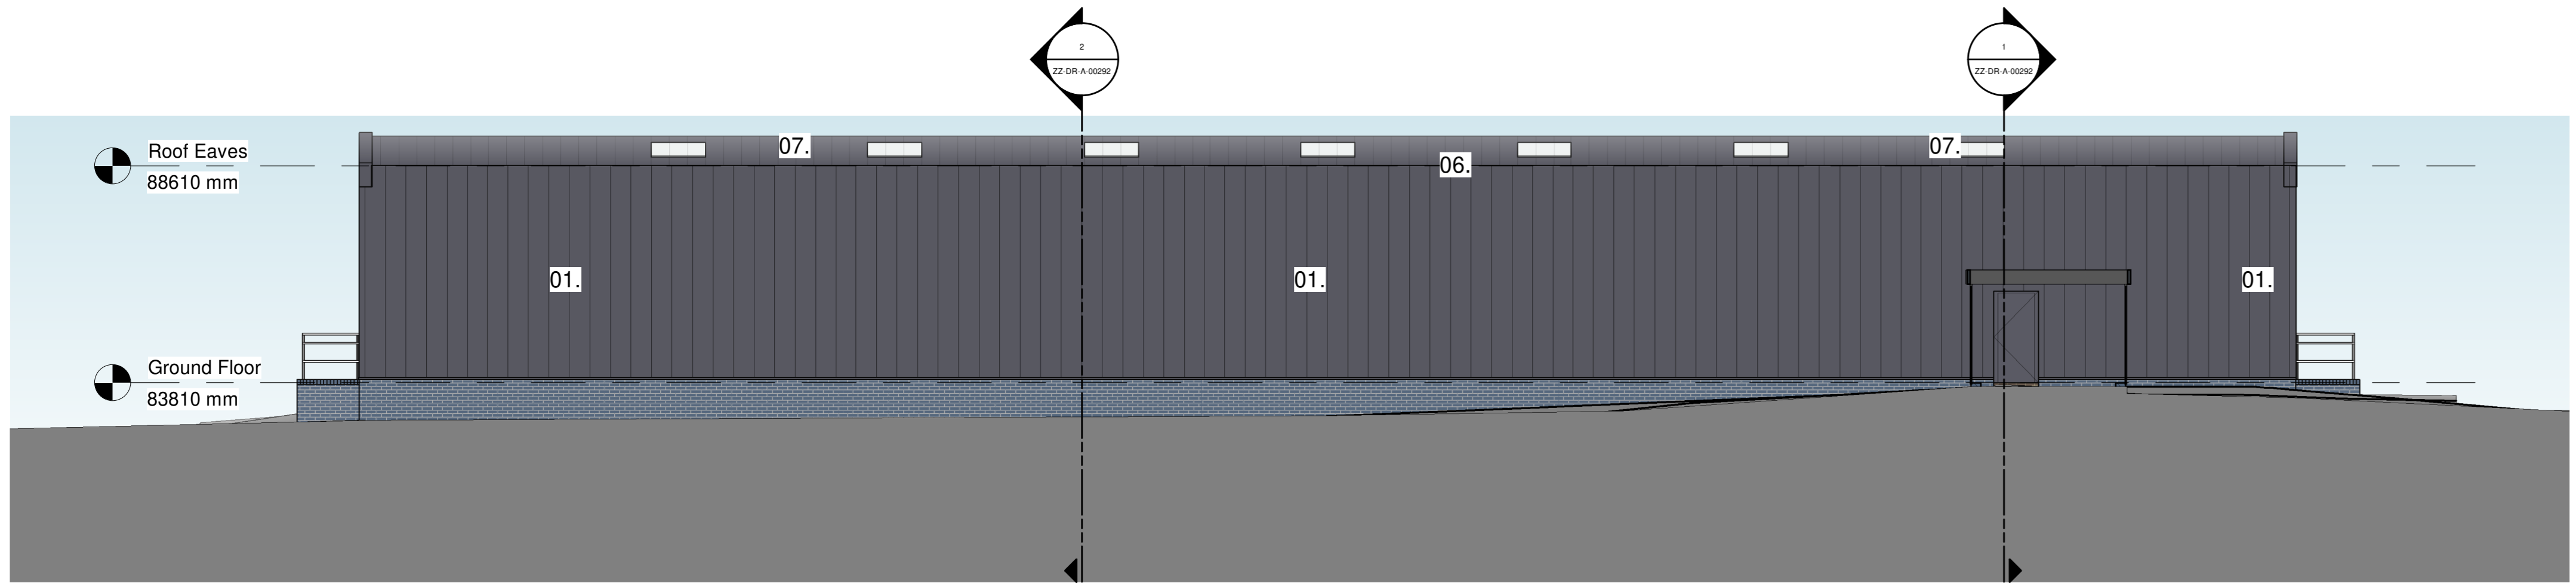 2
ZZ-DR-A-00292
1
ZZ-DR-A-00292
Roof Eaves
88610 mm
07.
07.
06.
01.
01.
01.
Ground Floor
83810 mm